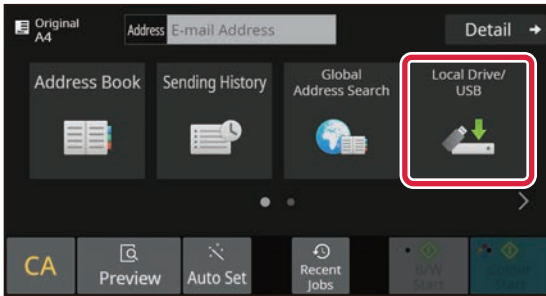 Original
A4
Address
E-mail Address
Detail
Address Book
Sending History
Global
Address Search
Local Drive/
USB
CA
Preview
Auto Set
Recent
Jobs
B/W
Start
Colour
Start